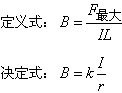 定义式: B = F最大 / IL
决定式: B = k I / r